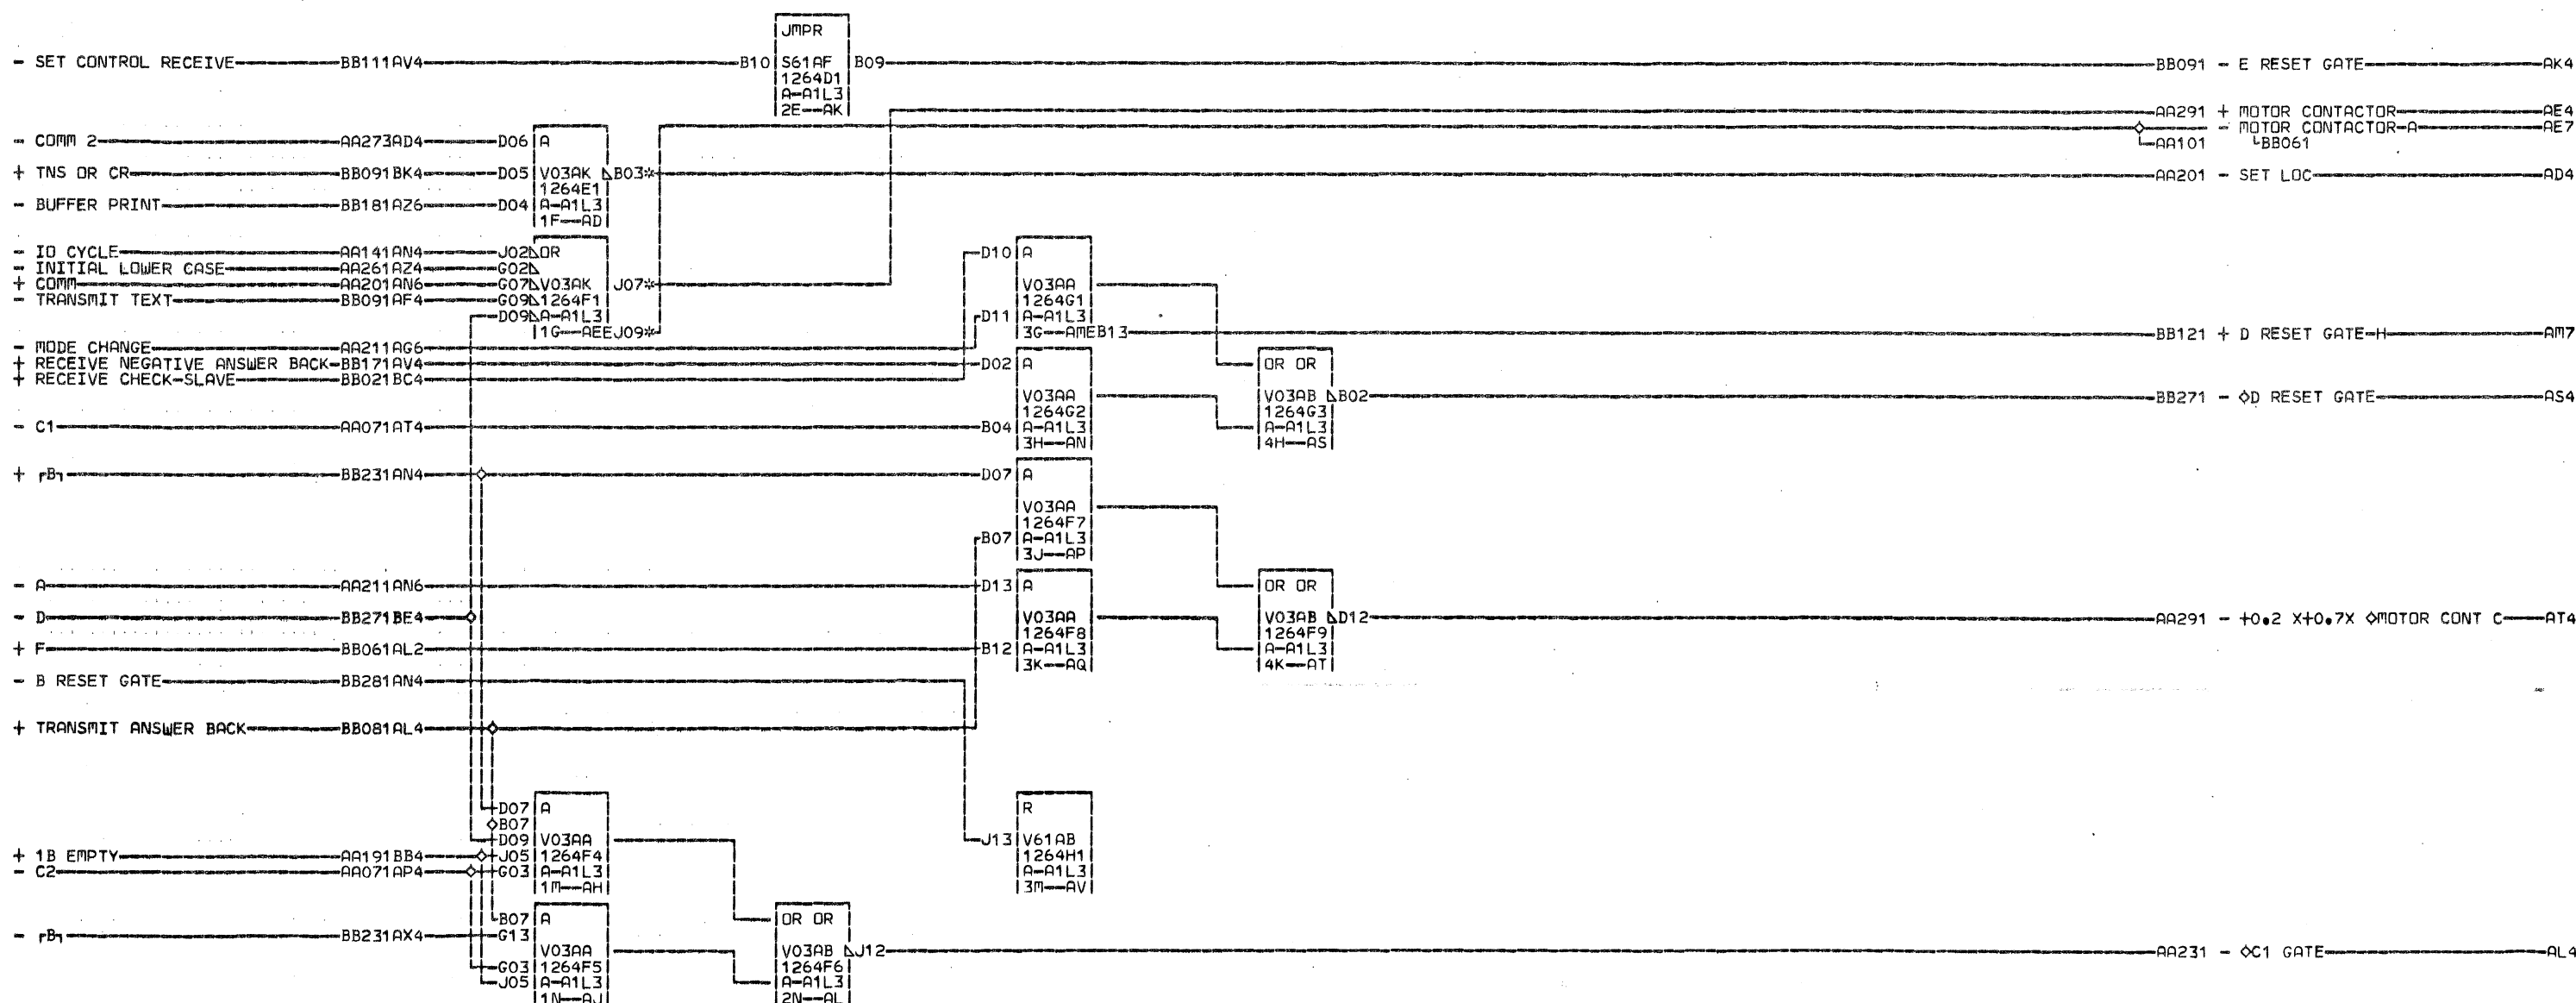 JMPR
- SET CONTROL RECEIVE BB111AV4 B10 S61AF B09 BB091 - E RESET GATE AK4
1264D1
A-A1L3
2E--AK
AA291 + MOTOR CONTACTOR AE4
- MOTOR CONTACTOR-A AE7
- COMM 2 AA273AD4 D06 A AA101 BB061
+ TNS OR CR BB091BK4 D05 V03AK B03* AA201 - SET LOC AD4
1264E1
- BUFFER PRINT BB181AZ6 D04 A-A1L3
1F--AD
- IO CYCLE AA141AN4 J02 OR D10 A
- INITIAL LOWER CASE AA261AZ4 G02
+ COMM AA201AN6 G07 V03AK J07* V03AA
- TRANSMIT TEXT BB091AF4 G09 1264F1 1264G1
D09 A-A1L3 D11 A-A1L3
1G--AEEJ09* 3G--AMEB13 BB121 + D RESET GATE-H AM7
- MODE CHANGE AA211AG6
+ RECEIVE NEGATIVE ANSWER BACK-BB171AV4 D02 A OR OR
+ RECEIVE CHECK-SLAVE BB021BC4
V03AA V03AB B02 BB271 - ◇D RESET GATE AS4
1264G2 1264G3
- C1 AA071AT4 B04 A-A1L3 A-A1L3
3H--AN 4H--AS
+ ┌B┐ BB231AN4 D07 A
V03AA
1264F7
B07 A-A1L3
3J--AP
- A AA211AN6 D13 A OR OR
- D BB271BE4 V03AA V03AB D12 AA291 - +0.2 X+0.7X ◇MOTOR CONT C AT4
1264F8 1264F9
+ F BB061AL2 B12 A-A1L3 A-A1L3
3K--AQ 4K--AT
- B RESET GATE BB281AN4
+ TRANSMIT ANSWER BACK BB081AL4
D07 A R
B07
D09 V03AA J13 V61AB
+ 1B EMPTY AA191BB4 J05 1264F4 1264H1
- C2 AA071AP4 G03 A-A1L3 A-A1L3
1M--AH 3M--AV
B07 A OR OR
- ┌B┐ BB231AX4 G13
V03AA V03AB J12 AA231 - ◇C1 GATE AL4
G03 1264F5 1264F6
J05 A-A1L3 A-A1L3
1N--AJ 2N--AL